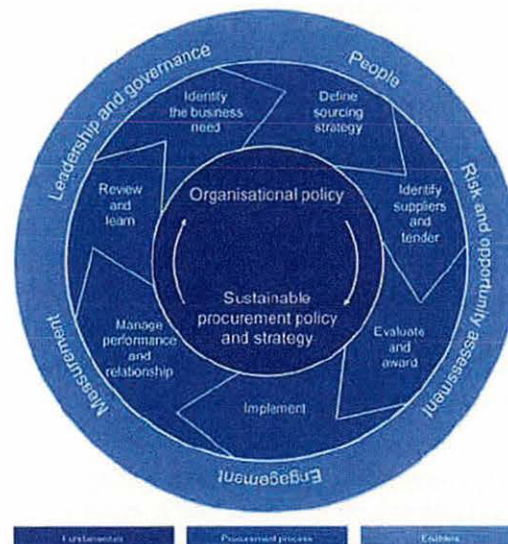 Leadership and governance
People
Risk and opportunity assessment
Engagement
Measurement
Identify
the business
need
Define
sourcing
strategy
Identify
suppliers and
tender
Evaluate
and
award
Implement
Manage
performance
and
relationship
Review
and
learn
Organisational policy
Sustainable
procurement policy
and strategy
Fundamentals
Procurement process
Enablers